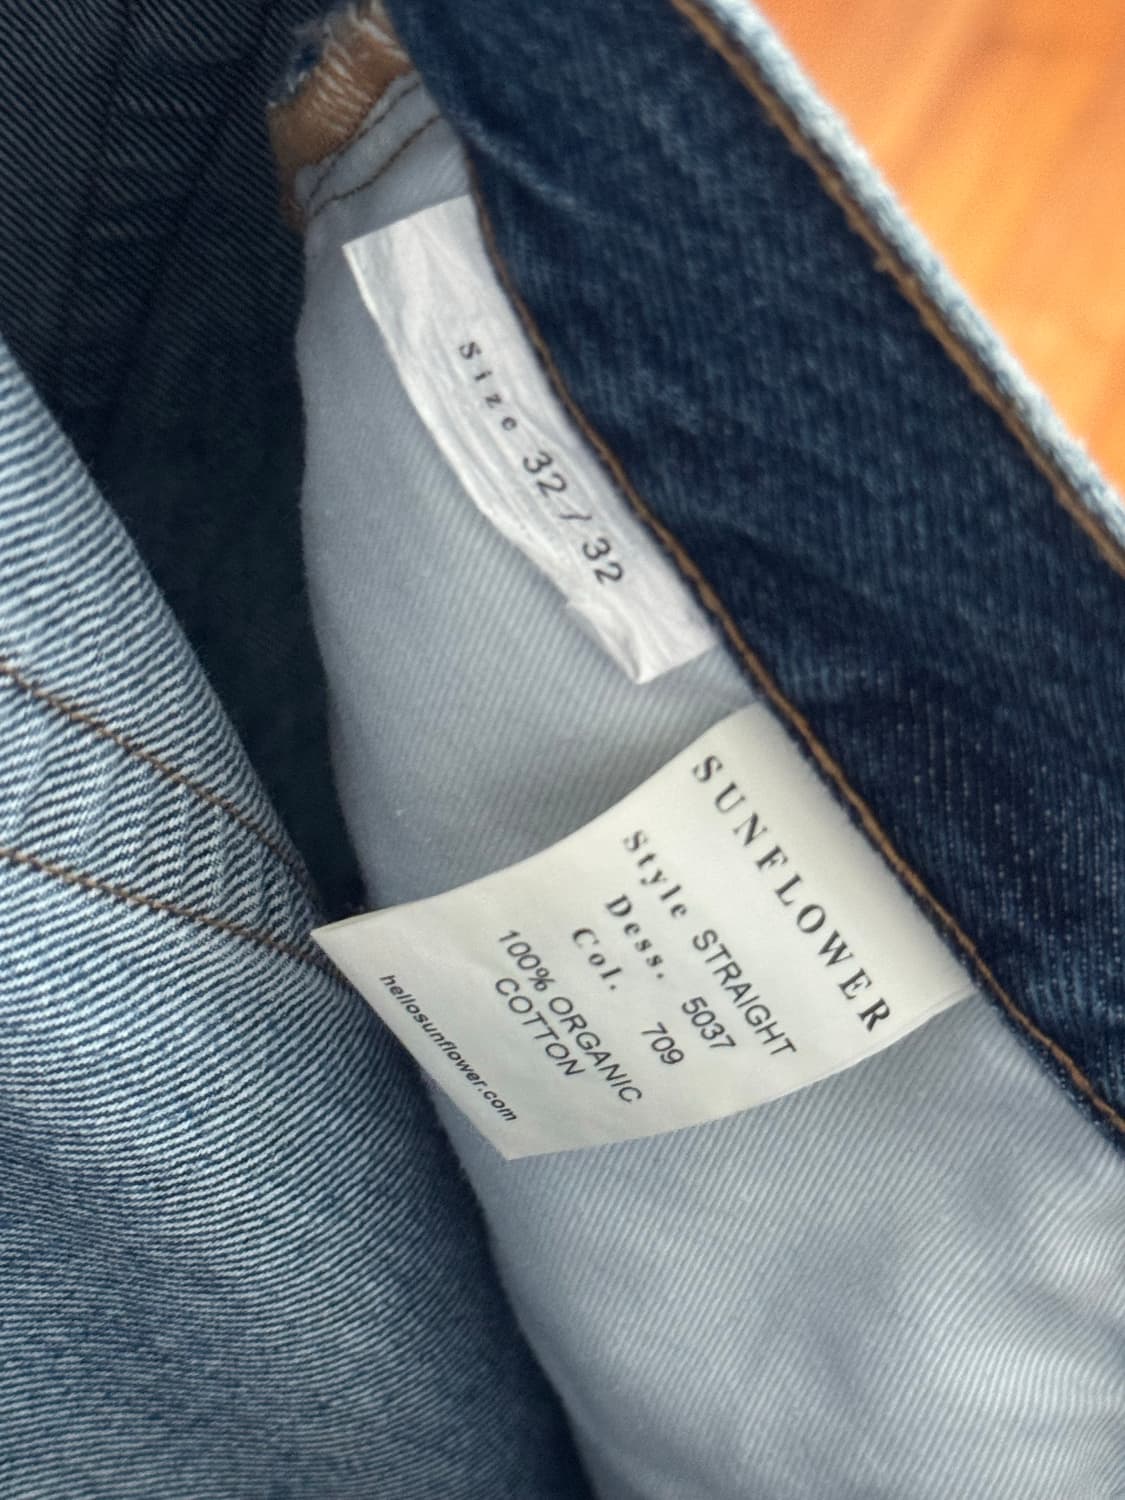 size 32 / 32
SUNFLOWER
Style STRAIGHT
Dess. 5037
Col. 709
100% ORGANIC
COTTON
hellosunflower.com